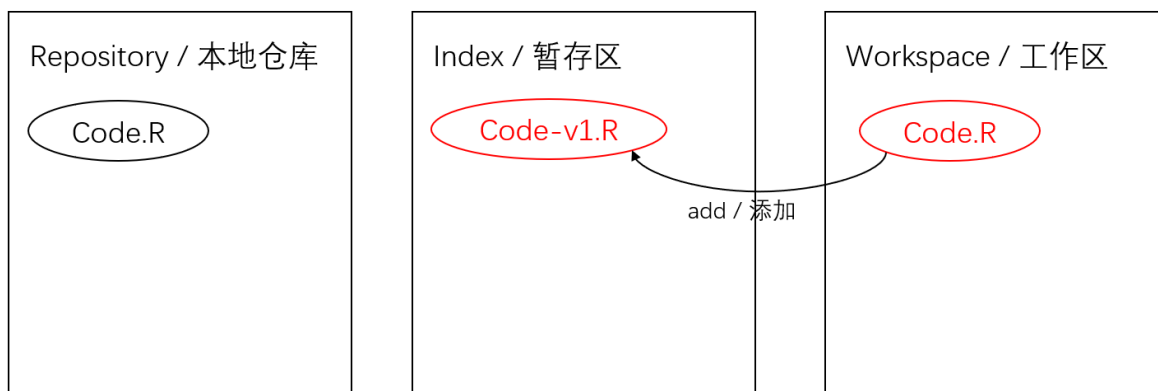 Repository / 本地仓库
Code.R
Index / 暂存区
Code-v1.R
Workspace / 工作区
Code.R
add / 添加